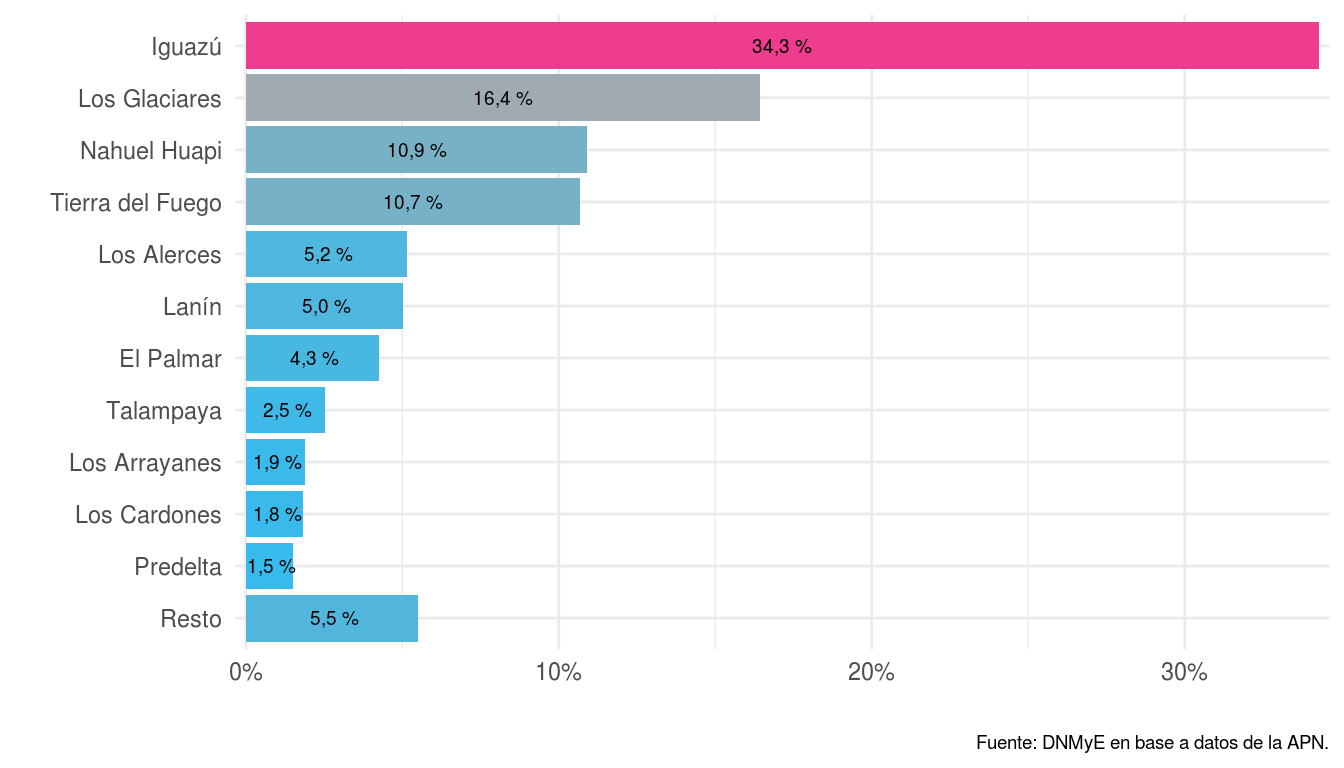 Iguazú 34,3 %
Los Glaciares 16,4 %
Nahuel Huapi 10,9 %
Tierra del Fuego 10,7 %
Los Alerces 5,2 %
Lanín 5,0 %
El Palmar 4,3 %
Talampaya 2,5 %
Los Arrayanes 1,9 %
Los Cardones 1,8 %
Predelta 1,5 %
Resto 5,5 %
0% 10% 20% 30%
Fuente: DNMyE en base a datos de la APN.